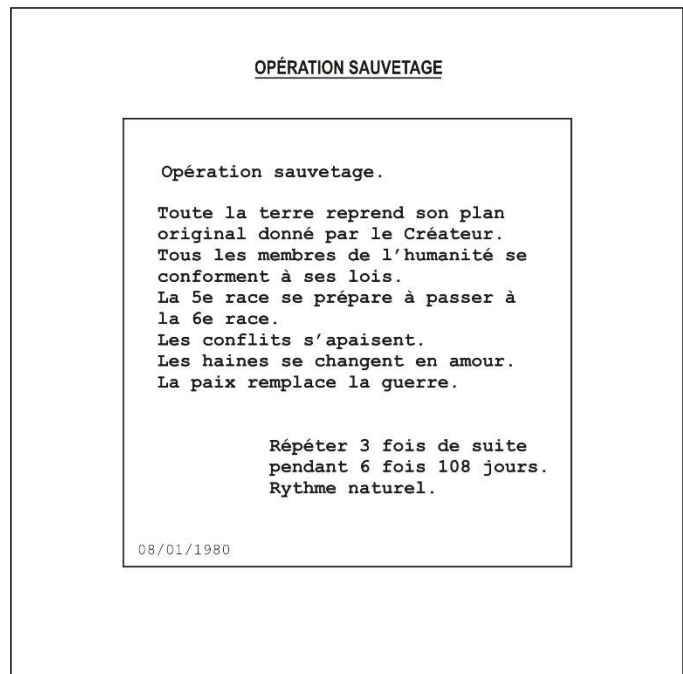 OPÉRATION SAUVETAGE
Opération sauvetage.
Toute la terre reprend son plan
original donné par le Créateur.
Tous les membres de l'humanité se
conforment à ses lois.
La 5e race se prépare à passer à
la 6e race.
Les conflits s'apaisent.
Les haines se changent en amour.
La paix remplace la guerre.
Répéter 3 fois de suite
pendant 6 fois 108 jours.
Rythme naturel.
08/01/1980